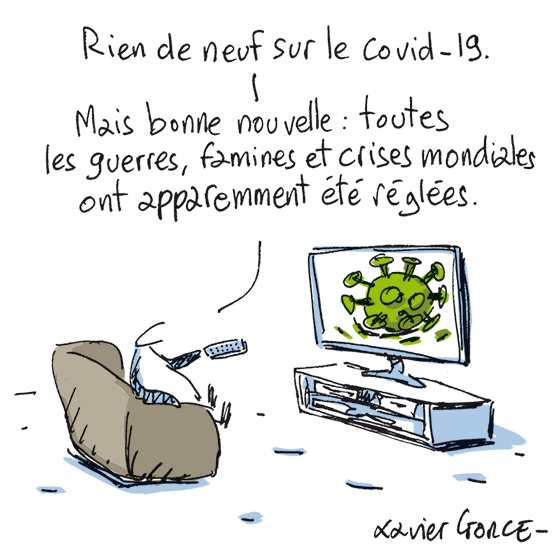 Rien de neuf sur le covid-19.
Mais bonne nouvelle : toutes
les guerres, famines et crises mondiales
ont apparemment été réglées.
xavier GORCE-